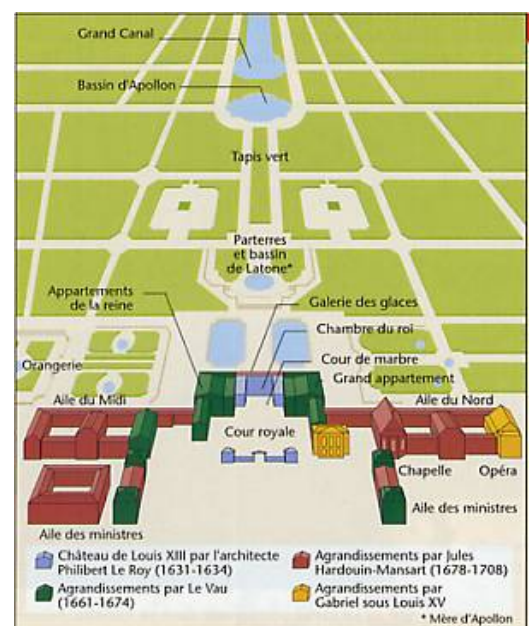 Grand Canal
Bassin d'Apollon
Tapis vert
Parterres
et bassin
de Latone*
Appartements
de la reine
Galerie des glaces
Chambre du roi
Cour de marbre
Orangerie
Grand appartement
Aile du Midi
Aile du Nord
Cour royale
Chapelle
Opéra
Aile des ministres
Aile des ministres
Château de Louis XIII par l'architecte
Philibert Le Roy (1631-1634)
Agrandissements par Le Vau
(1661-1674)
Agrandissements par Jules
Hardouin-Mansart (1678-1708)
Agrandissements par
Gabriel sous Louis XV
* Mère d'Apollon